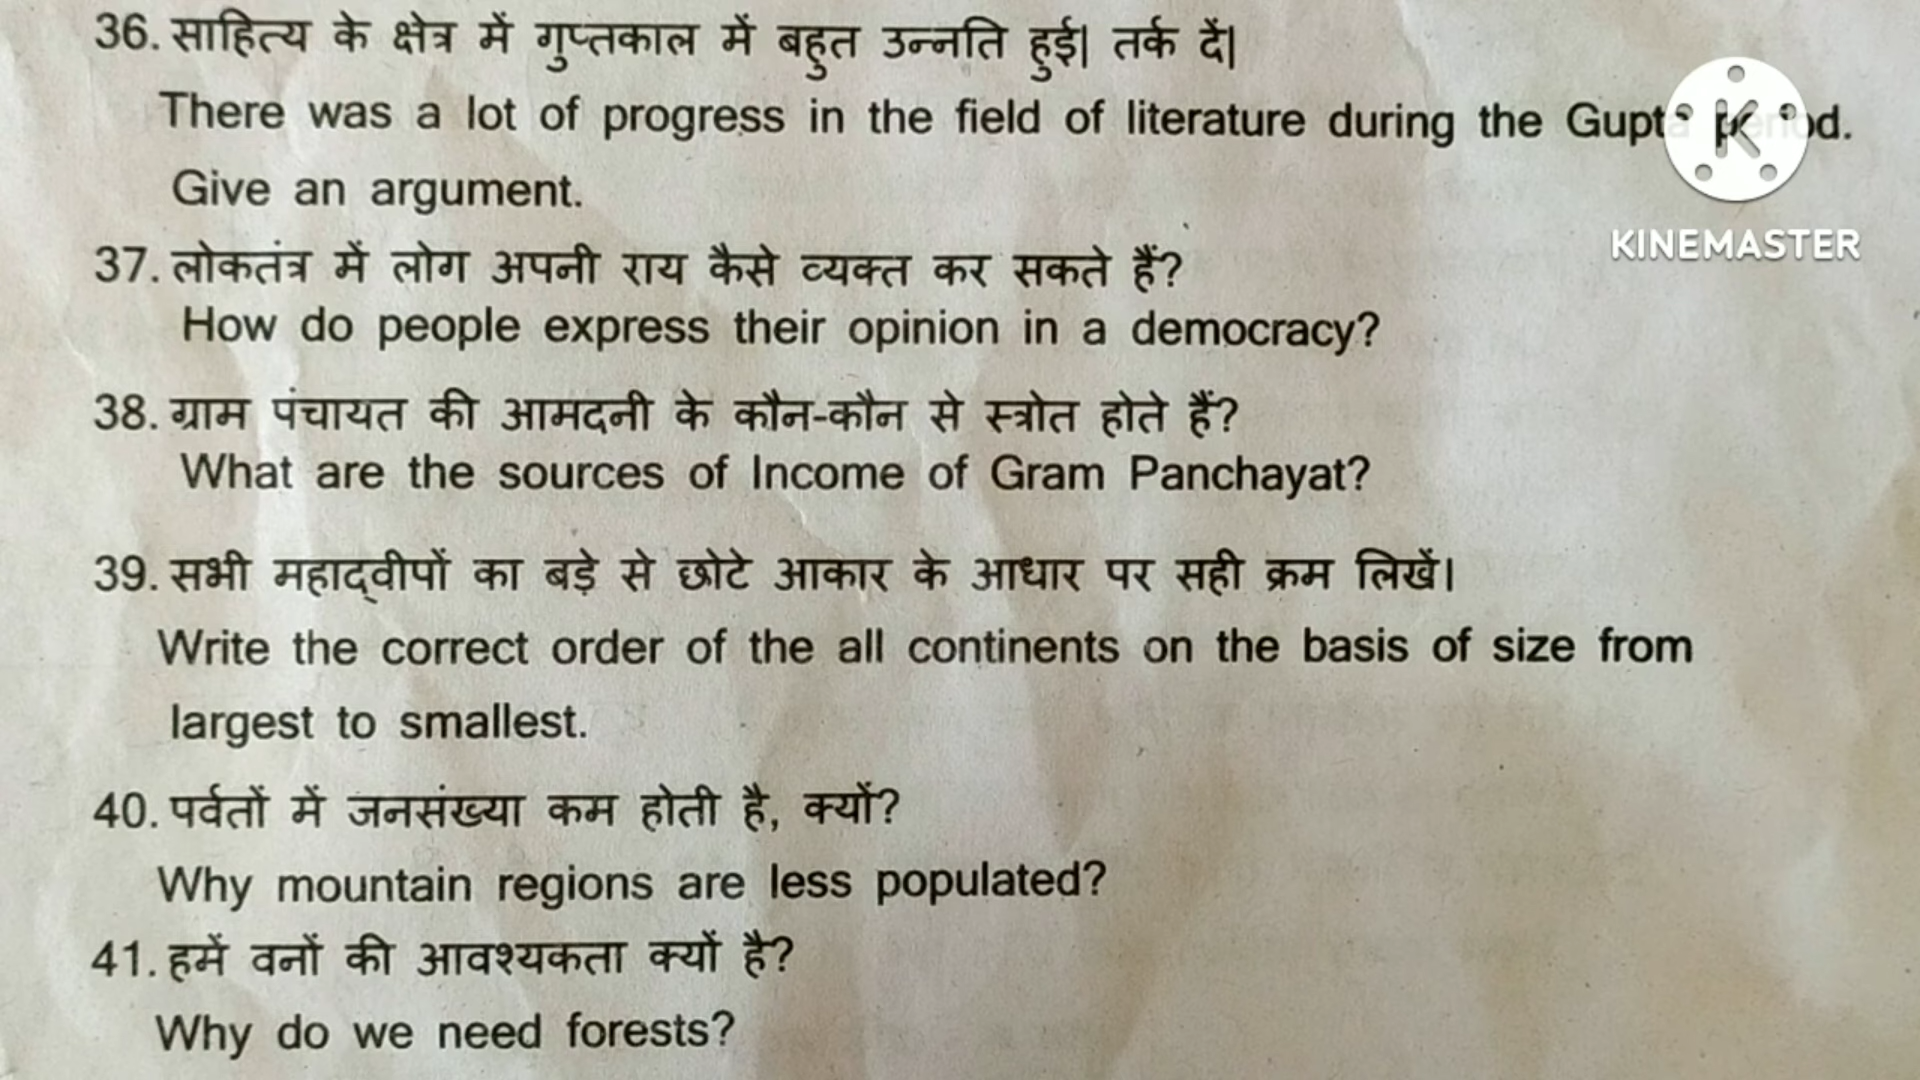 36. साहित्य के क्षेत्र में गुप्तकाल में बहुत उन्नति हुई| तर्क दें|
There was a lot of progress in the field of literature during the Gupta period.
Give an argument.
KINEMASTER
37. लोकतंत्र में लोग अपनी राय कैसे व्यक्त कर सकते हैं?
How do people express their opinion in a democracy?
38. ग्राम पंचायत की आमदनी के कौन-कौन से स्त्रोत होते हैं?
What are the sources of Income of Gram Panchayat?
39. सभी महाद्वीपों का बड़े से छोटे आकार के आधार पर सही क्रम लिखें।
Write the correct order of the all continents on the basis of size from
largest to smallest.
40. पर्वतों में जनसंख्या कम होती है, क्यों?
Why mountain regions are less populated?
41. हमें वनों की आवश्यकता क्यों है?
Why do we need forests?